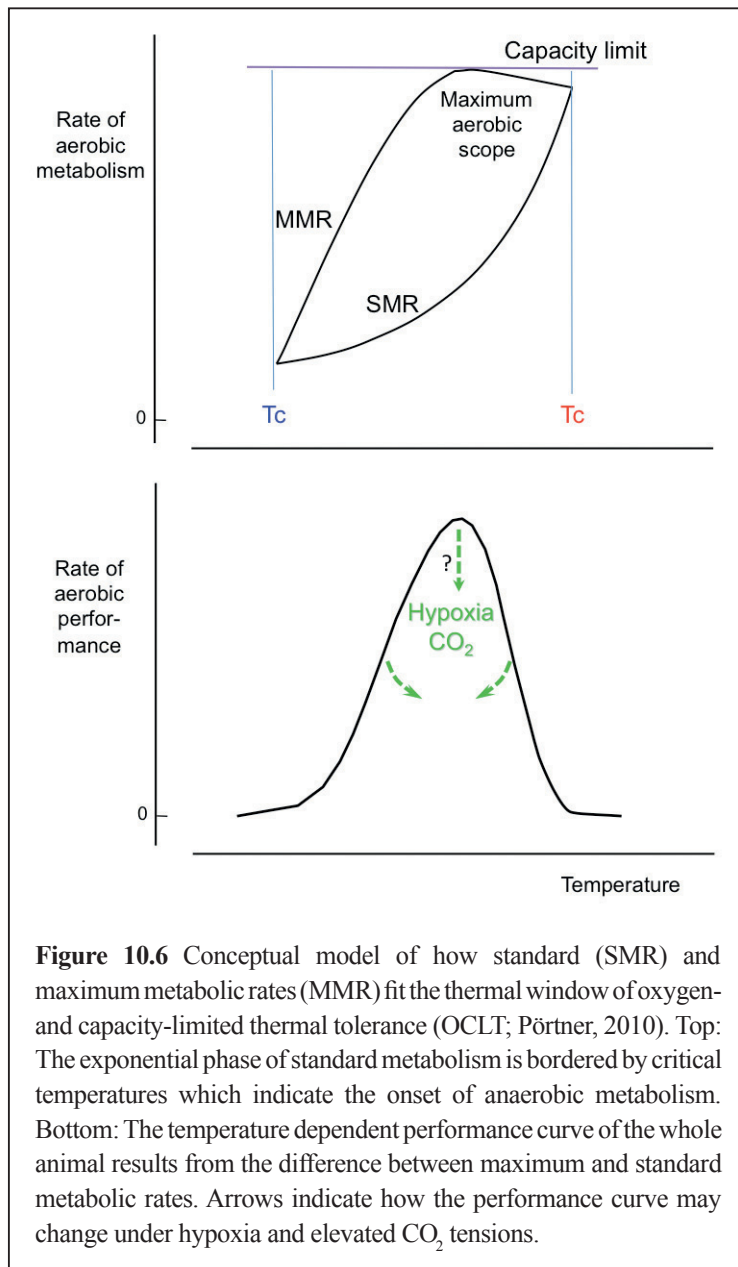 Capacity limit
Rate of
aerobic
metabolism
Maximum
aerobic
scope
MMR
SMR
0
Tc
Tc
Rate of
aerobic
perfor-
mance
?
Hypoxia
CO₂
0
Temperature
Figure 10.6 Conceptual model of how standard (SMR) and
maximum metabolic rates (MMR) fit the thermal window of oxygen-
and capacity-limited thermal tolerance (OCLT; Pörtner, 2010). Top:
The exponential phase of standard metabolism is bordered by critical
temperatures which indicate the onset of anaerobic metabolism.
Bottom: The temperature dependent performance curve of the whole
animal results from the difference between maximum and standard
metabolic rates. Arrows indicate how the performance curve may
change under hypoxia and elevated CO₂ tensions.